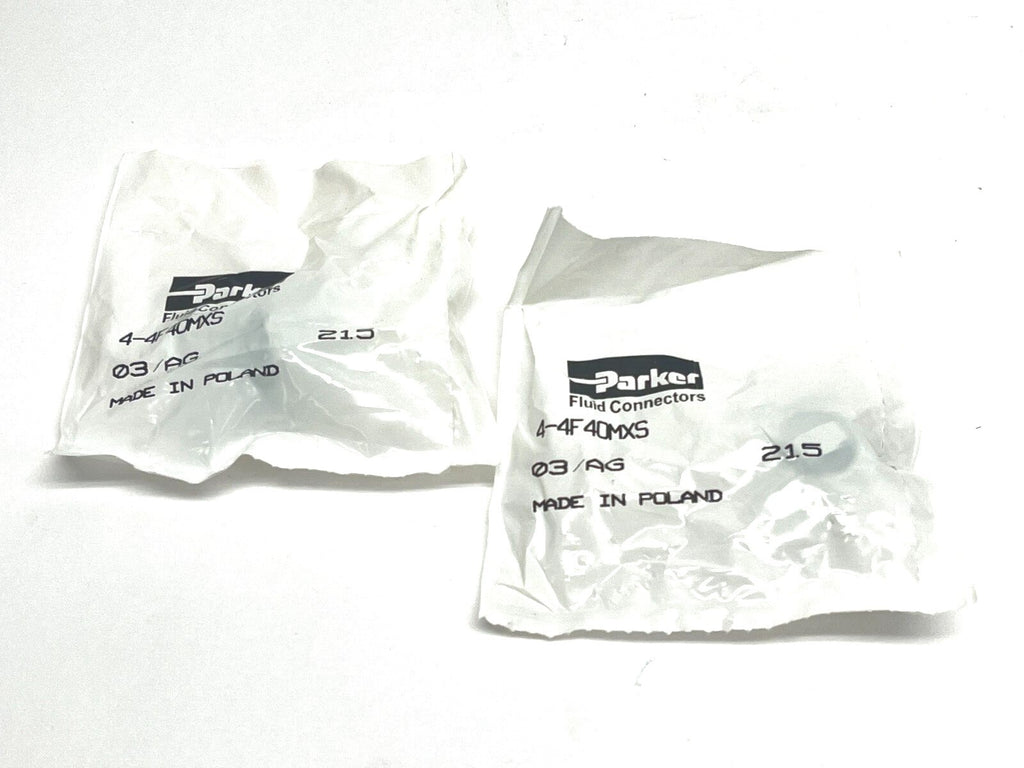 Parker
Fluid Connectors
4-4F40MXS
215
03/AG
MADE IN POLAND
Parker
Fluid Connectors
4-4F40MXS
215
03/AG
MADE IN POLAND